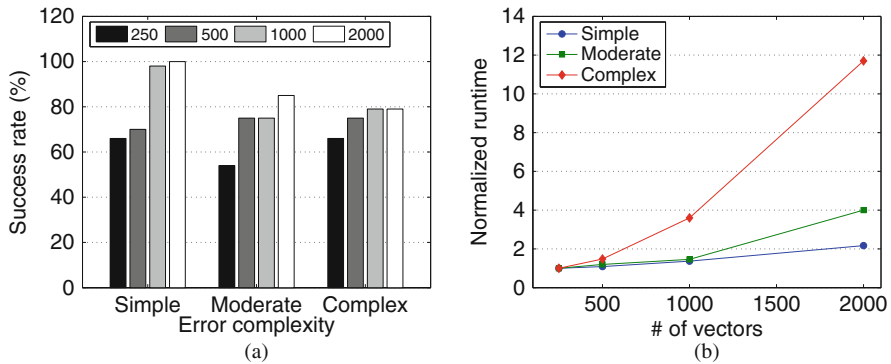 120
100
80
60
40
20
0
Success rate (%)
250 500 1000 2000
Simple Moderate Complex
Error complexity
(a)
14
12
10
8
6
4
2
0
Normalized runtime
Simple
Moderate
Complex
500 1000 1500 2000
# of vectors
(b)